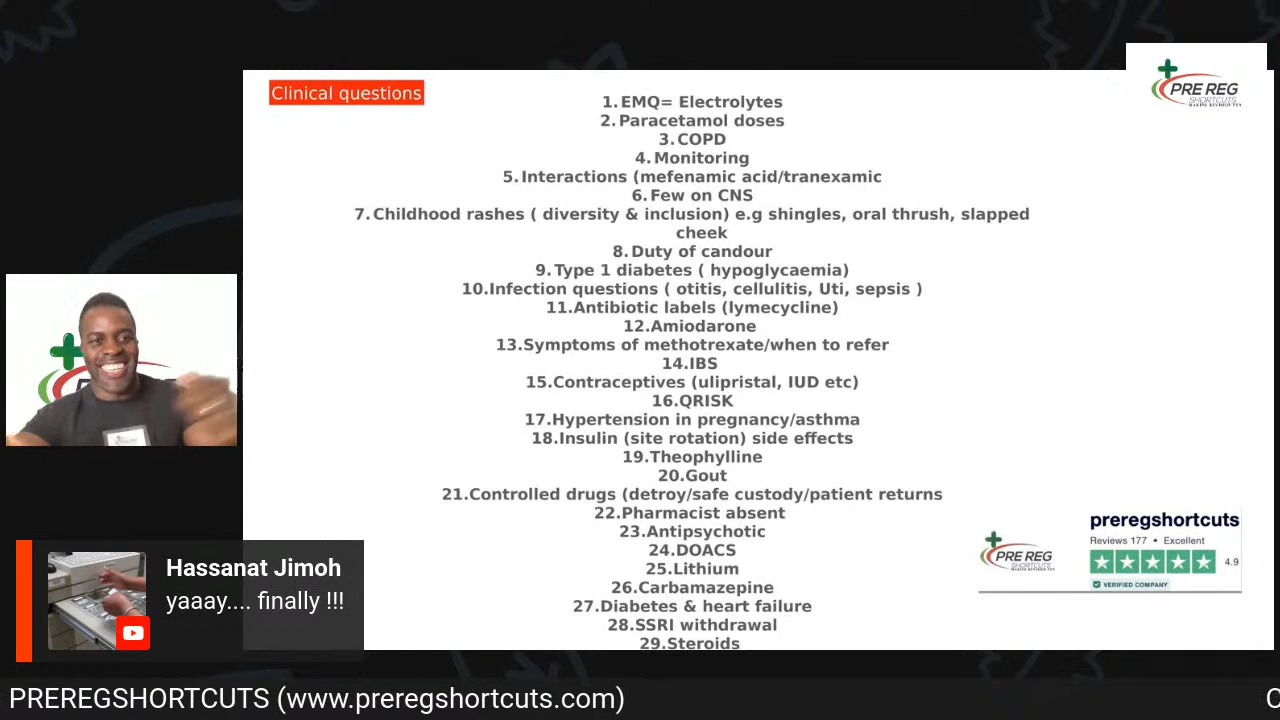 Clinical questions
1. EMQ= Electrolytes
2. Paracetamol doses
3. COPD
4. Monitoring
5. Interactions (mefenamic acid/tranexamic
6. Few on CNS
7. Childhood rashes ( diversity & inclusion) e.g shingles, oral thrush, slapped
cheek
8. Duty of candour
9. Type 1 diabetes ( hypoglycaemia)
10.Infection questions ( otitis, cellulitis, Uti, sepsis )
11.Antibiotic labels (lymecycline)
12.Amiodarone
13.Symptoms of methotrexate/when to refer
14.IBS
15.Contraceptives (ulipristal, IUD etc)
16.QRISK
17.Hypertension in pregnancy/asthma
18.Insulin (site rotation) side effects
19.Theophylline
20.Gout
21.Controlled drugs (detroy/safe custody/patient returns
22.Pharmacist absent
23.Antipsychotic
24.DOACS
25.Lithium
26.Carbamazepine
27.Diabetes & heart failure
28.SSRI withdrawal
29.Steroids
PRE REG
SHORTCUTS
MAKING REVISION FUN
PRE REG
preregshortcuts
Reviews 177 • Excellent
4.9
VERIFIED COMPANY
Hassanat Jimoh
yaaay.... finally !!!
PREREGSHORTCUTS (www.preregshortcuts.com)